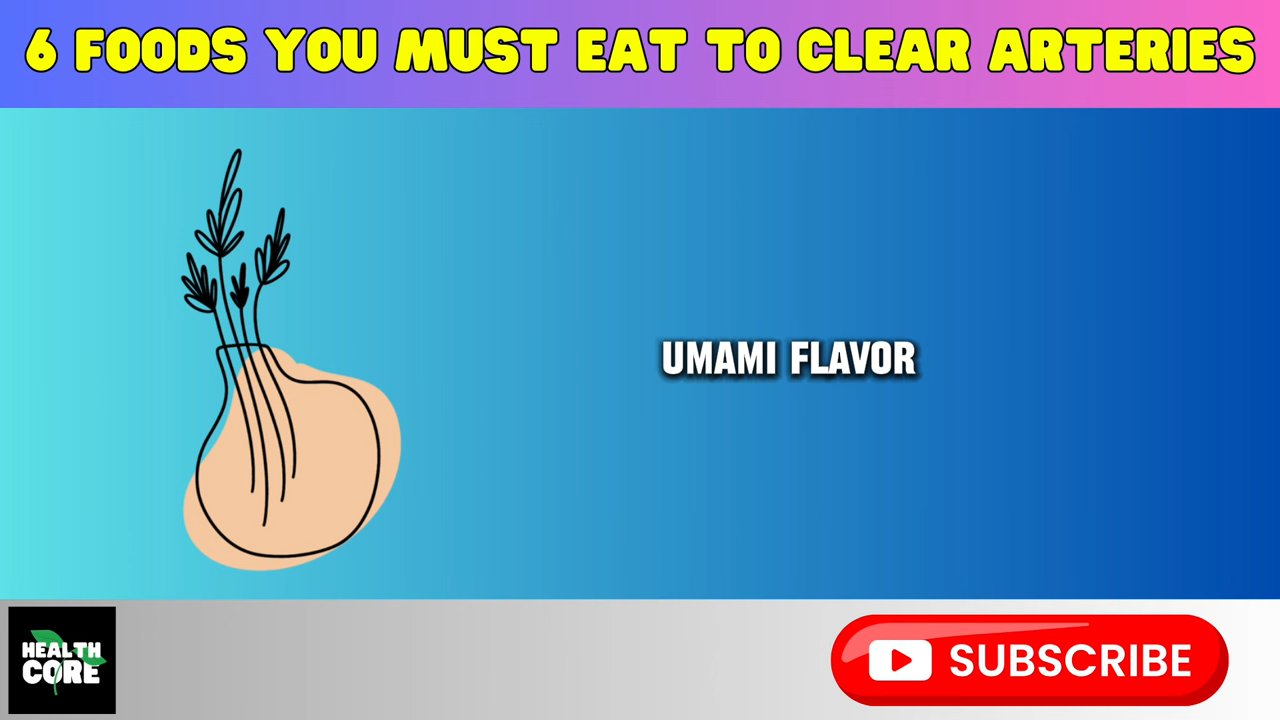 6 FOODS YOU MUST EAT TO CLEAR ARTERIES
UMAMI FLAVOR
HEALTH
CORE
SUBSCRIBE